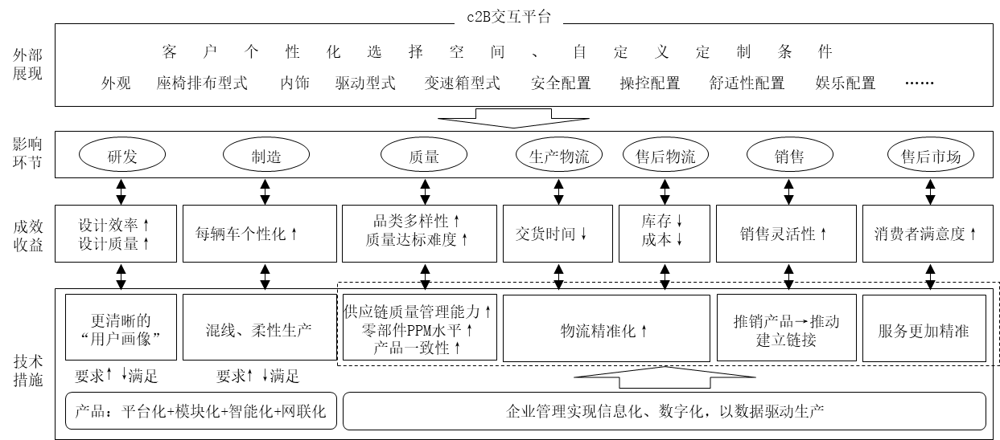 c2B交互平台
外部
展现
客户个性化选择空间、自定义定制条件
外观 座椅排布型式 内饰 驱动型式 变速箱型式 安全配置 操控配置 舒适性配置 娱乐配置 ……
影响
环节
研发 制造 质量 生产物流 售后物流 销售 售后市场
成效
收益
设计效率↑
设计质量↑
每辆车个性化↑
品类多样性↑
质量达标难度↑
交货时间↓
库存↓
成本↓
销售灵活性↑
消费者满意度↑
技术
措施
更清晰的
“用户画像”
混线、柔性生产
供应链质量管理能力↑
零部件PPM水平↑
产品一致性↑
物流精准化↑
推销产品→推动
建立链接
服务更加精准
要求↑ ↓满足
要求↑ ↓满足
产品：平台化+模块化+智能化+网联化
企业管理实现信息化、数字化，以数据驱动生产